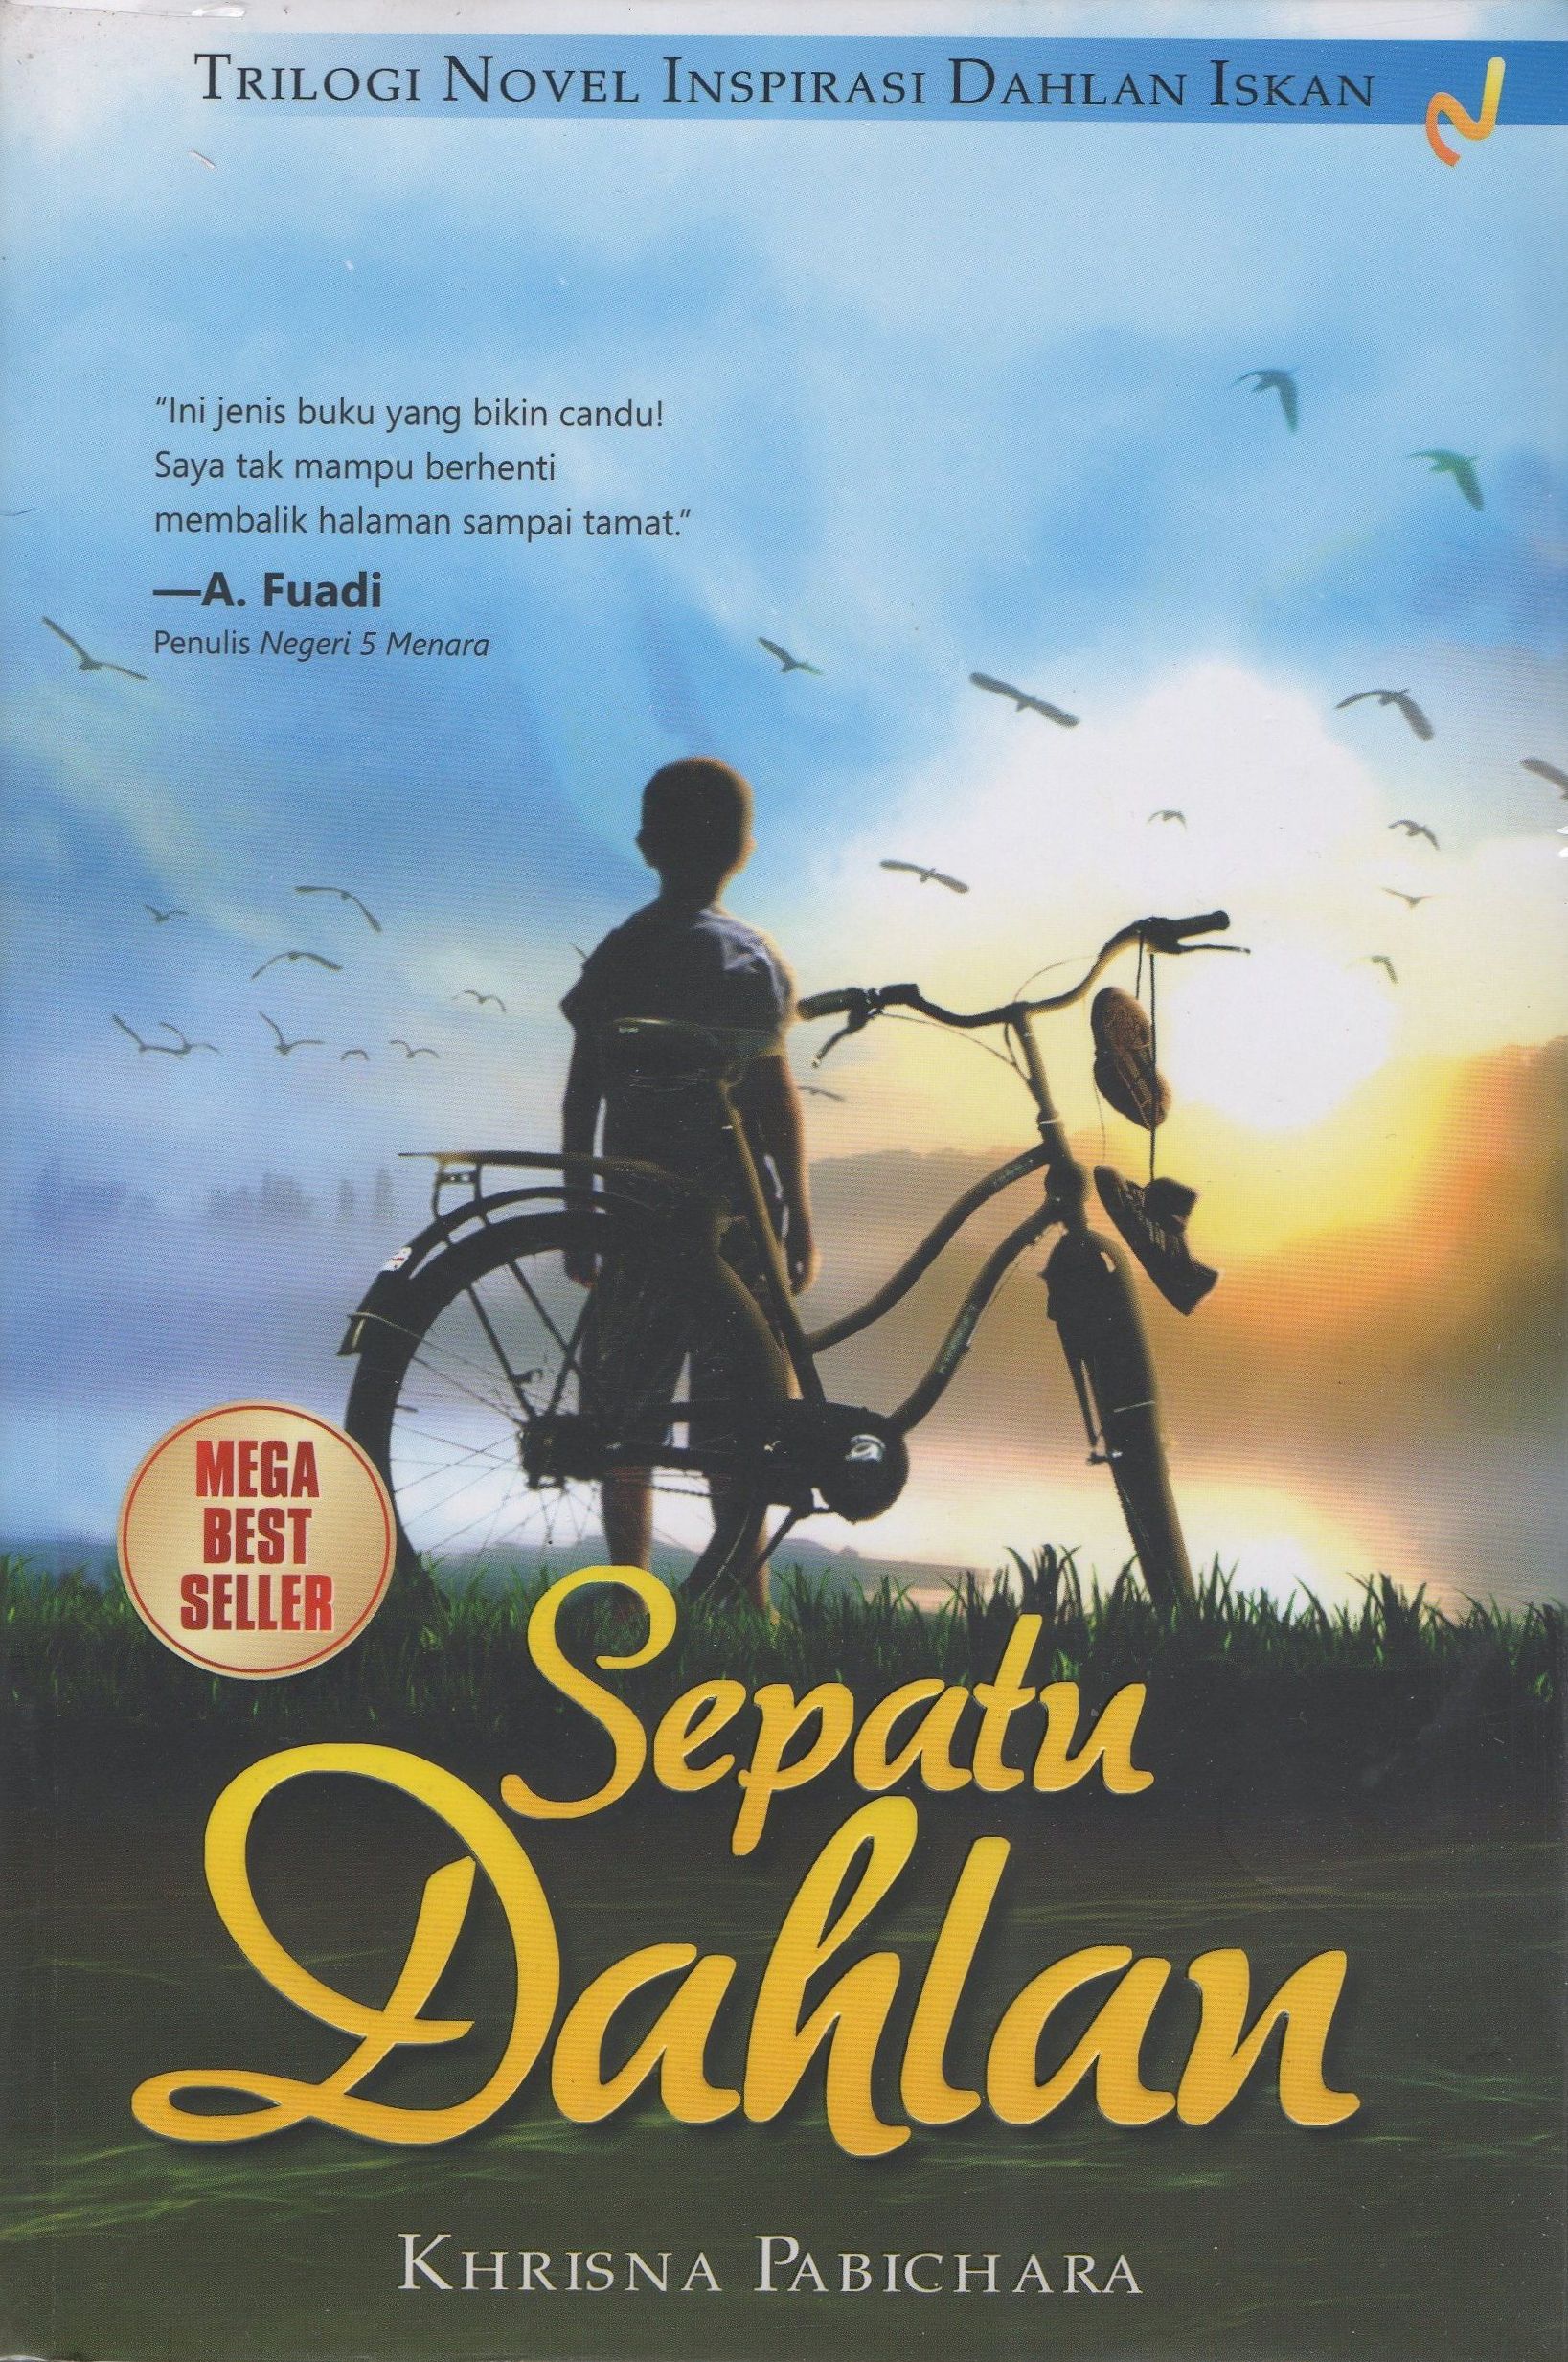 TRILOGI NOVEL INSPIRASI DAHLAN ISKAN
“Ini jenis buku yang bikin candu!
Saya tak mampu berhenti
membalik halaman sampai tamat.”
—A. Fuadi
Penulis Negeri 5 Menara
MEGA
BEST
SELLER
Sepatu
Dahlan
KHRISNA PABICHARA